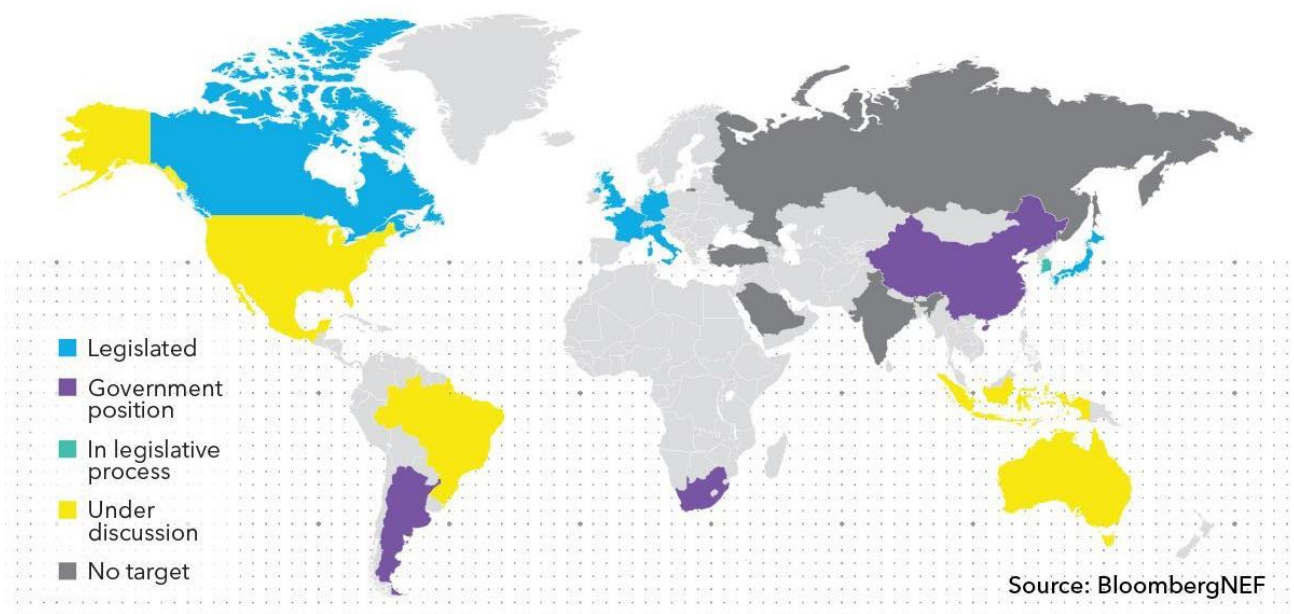 Legislated
Government
position
In legislative
process
Under
discussion
No target
Source: BloombergNEF